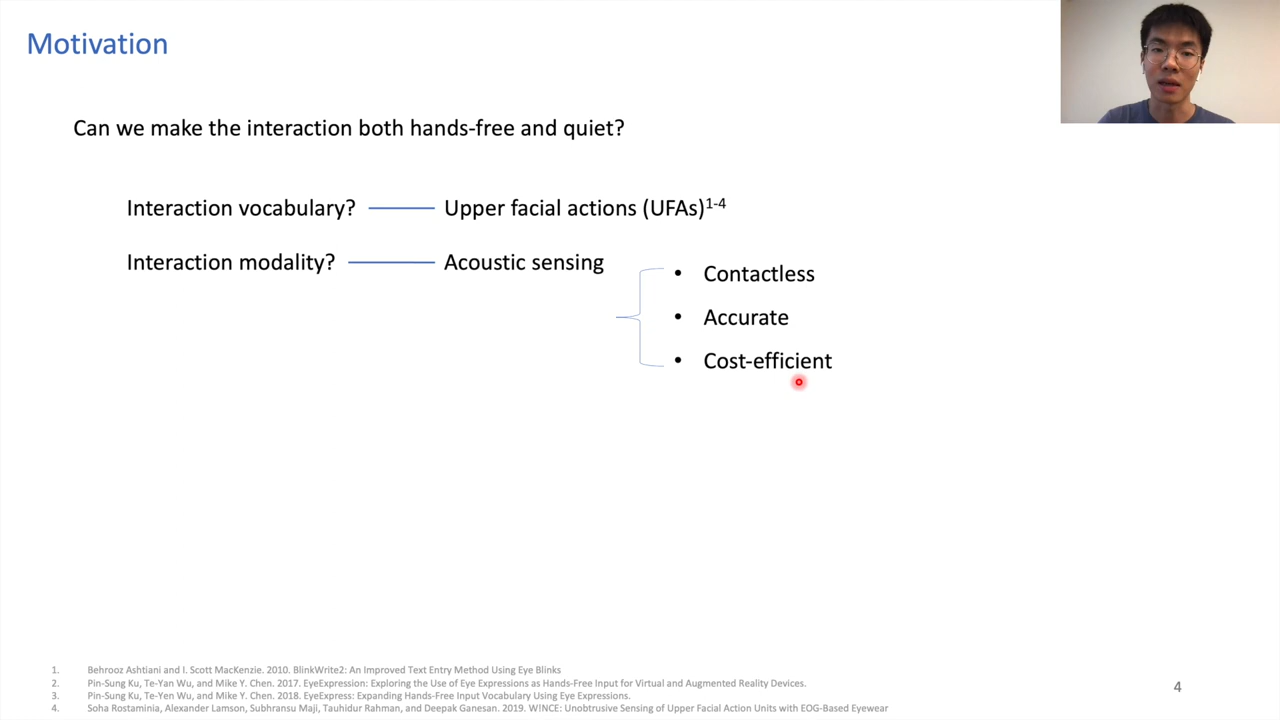 Motivation
Can we make the interaction both hands-free and quiet?
Interaction vocabulary? Upper facial actions (UFAs)1-4
Interaction modality? Acoustic sensing
• Contactless
• Accurate
• Cost-efficient
1. Behrooz Ashtiani and I. Scott MacKenzie. 2010. BlinkWrite2: An Improved Text Entry Method Using Eye Blinks
2. Pin-Sung Ku, Te-Yan Wu, and Mike Y. Chen. 2017. EyeExpression: Exploring the Use of Eye Expressions as Hands-Free Input for Virtual and Augmented Reality Devices.
3. Pin-Sung Ku, Te-Yen Wu, and Mike Y. Chen. 2018. EyeExpress: Expanding Hands-Free Input Vocabulary Using Eye Expressions.
4. Soha Rostaminia, Alexander Lamson, Subhransu Maji, Tauhidur Rahman, and Deepak Ganesan. 2019. W!NCE: Unobtrusive Sensing of Upper Facial Action Units with EOG-Based Eyewear
4